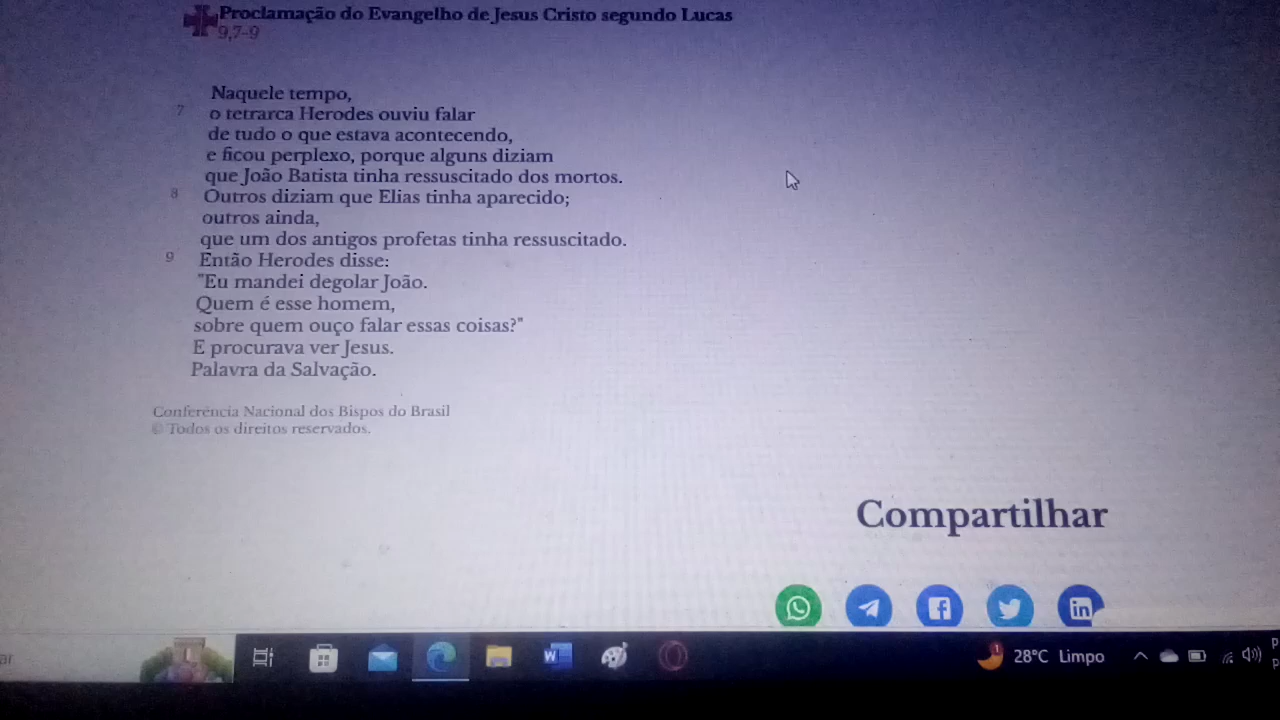 Proclamação do Evangelho de Jesus Cristo segundo Lucas
9,7-9
Naquele tempo,
7 o tetrarca Herodes ouviu falar
de tudo o que estava acontecendo,
e ficou perplexo, porque alguns diziam
que João Batista tinha ressuscitado dos mortos.
8 Outros diziam que Elias tinha aparecido;
outros ainda,
que um dos antigos profetas tinha ressuscitado.
9 Então Herodes disse:
"Eu mandei degolar João.
Quem é esse homem,
sobre quem ouço falar essas coisas?"
E procurava ver Jesus.
Palavra da Salvação.
Conferência Nacional dos Bispos do Brasil
© Todos os direitos reservados.
Compartilhar
in
ar
W
1
28°C Limpo
P
P